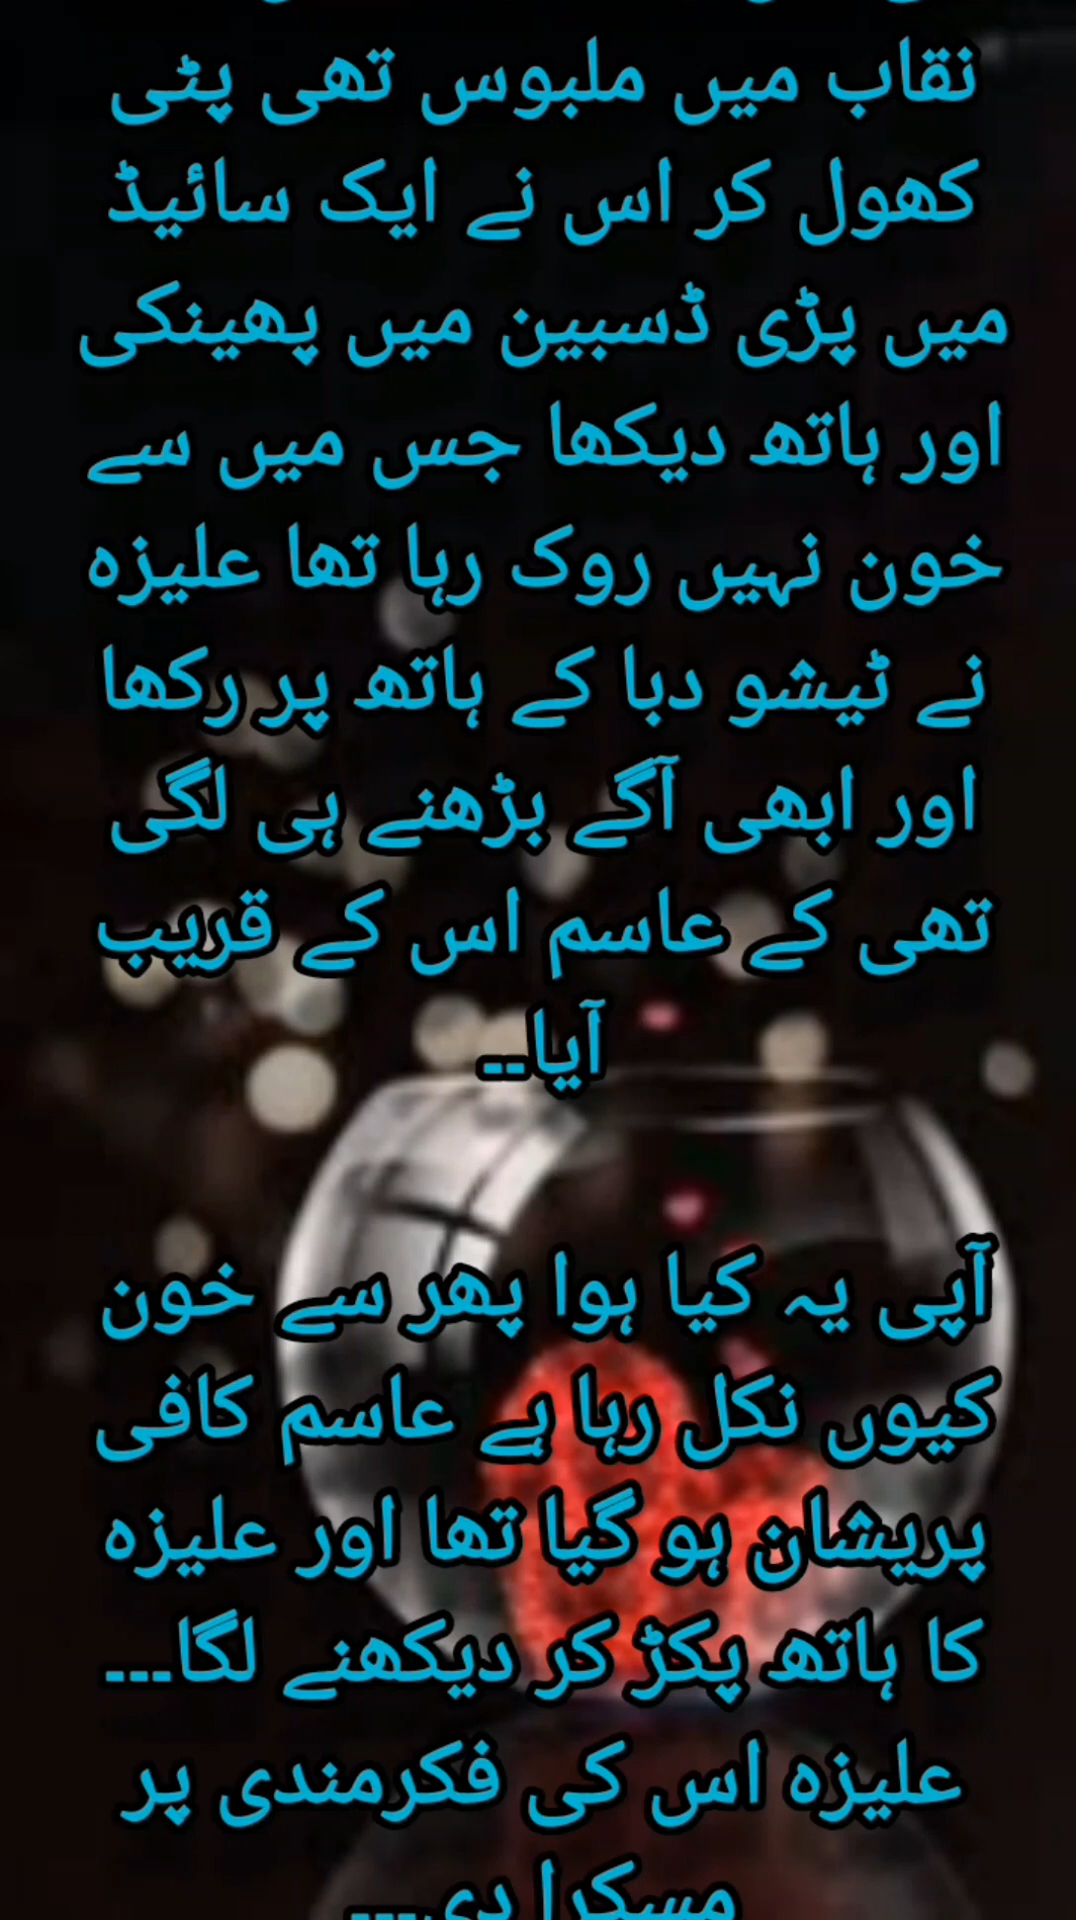 نقاب میں ملبوس تھی پٹی
کھول کر اس نے ایک سائیڈ
میں پڑی ڈسبین میں پھینکی
اور ہاتھ دیکھا جس میں سے
خون نہیں روک رہا تھا علیزہ
نے ٹیشو دبا کے ہاتھ پر رکھا
اور ابھی آگے بڑھنے ہی لگی
تھی کے عاسم اس کے قریب
آیا۔۔
آپی یہ کیا ہوا پھر سے خون
کیوں نکل رہا ہے عاسم کافی
پریشان ہو گیا تھا اور علیزہ
کا ہاتھ پکڑ کر دیکھنے لگا۔۔۔
علیزہ اس کی فکرمندی پر
مسکرا دی۔۔۔